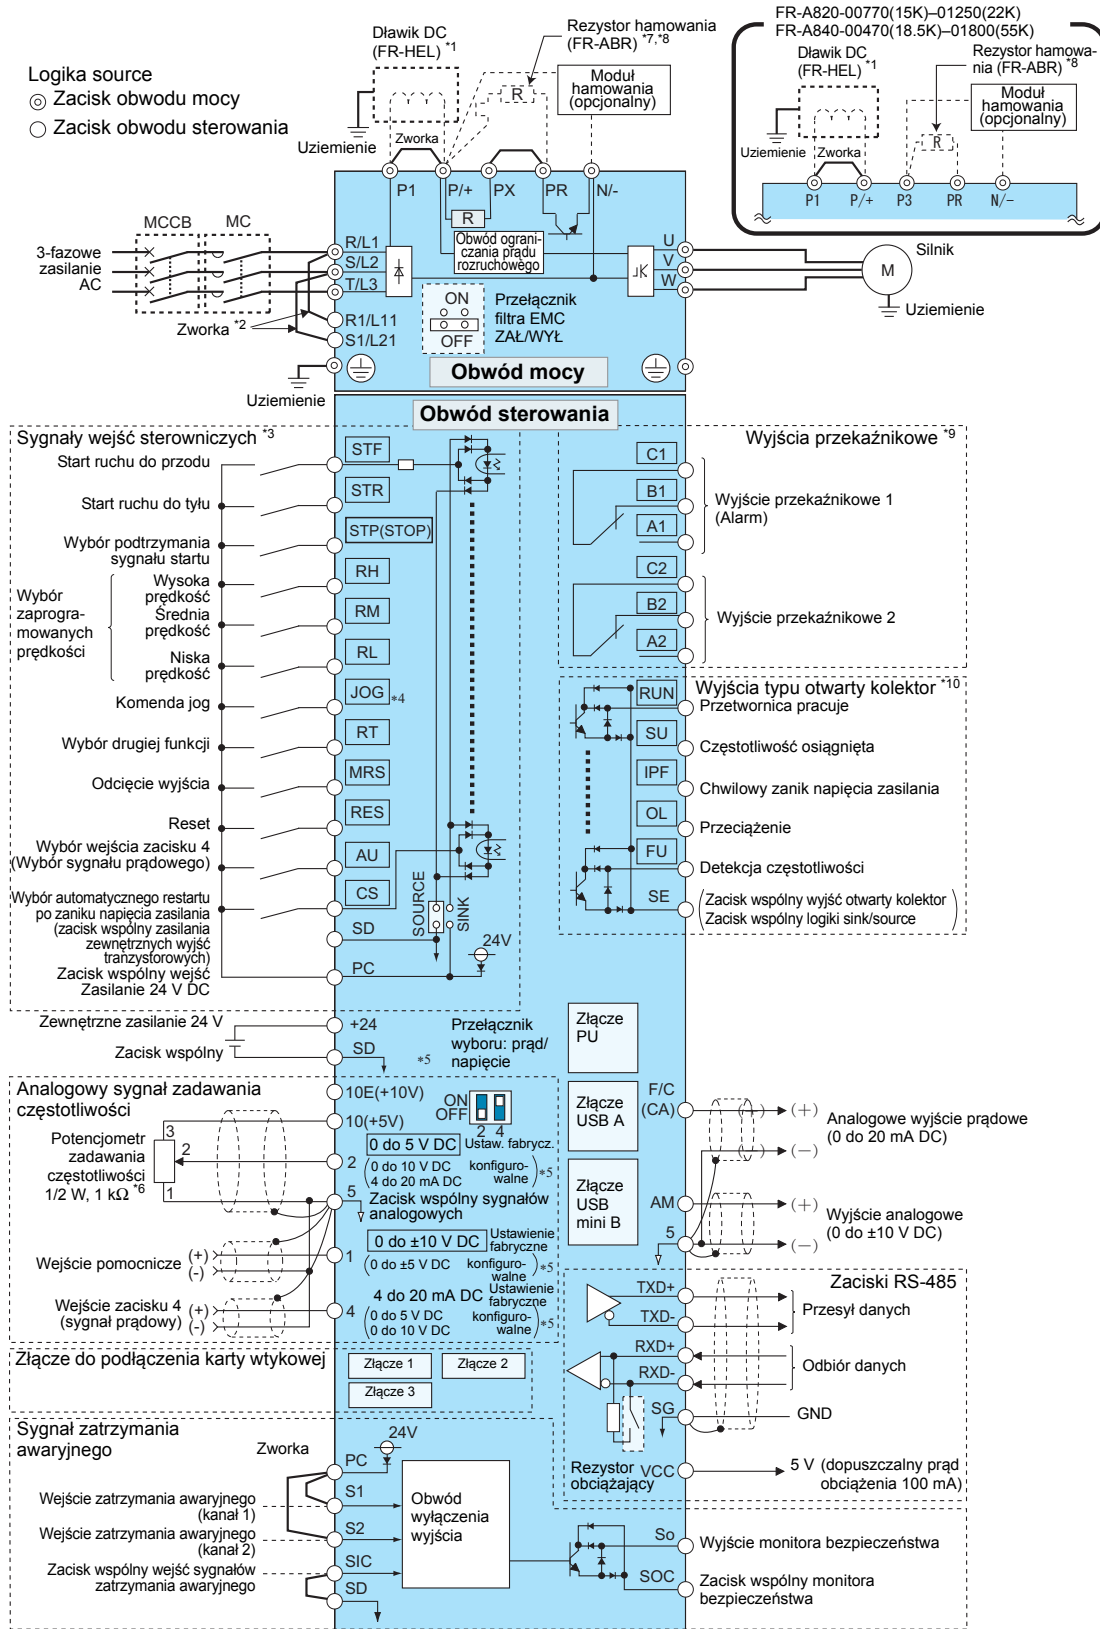 FR-A820-00770(15K)–01250(22K)
FR-A840-00470(18.5K)–01800(55K)
Dławik DC
(FR-HEL) *1
Rezystor hamowa-
nia (FR-ABR) *8
Moduł
hamowania
(opcjonalny)
R
Uziemienie
Zworka
P1
P/+
P3
PR
N/−
Dławik DC
(FR-HEL) *1
Rezystor hamowania
(FR-ABR) *7,*8
Moduł
hamowania
(opcjonalny)
R
Logika source
Zacisk obwodu mocy
Zacisk obwodu sterowania
Uziemienie
Zworka
P1
P/+
PX
PR
N/-
R
Obwód ograni-
czania prądu
rozruchowego
MCCB
MC
3-fazowe
zasilanie
AC
R/L1
S/L2
T/L3
R1/L11
S1/L21
Zworka *2
U
V
W
Silnik
M
Uziemienie
ON
OFF
Przełącznik
filtra EMC
ZAŁ/WYŁ
Uziemienie
Obwód mocy
Obwód sterowania
Sygnały wejść sterowniczych *3
Start ruchu do przodu
STF
Start ruchu do tyłu
STR
Wybór podtrzymania
sygnału startu
STP(STOP)
Wybór
zaprogra-
mowanych
prędkości
Wysoka
prędkość
RH
Średnia
prędkość
RM
Niska
prędkość
RL
Komenda jog
JOG *4
Wybór drugiej funkcji
RT
Odcięcie wyjścia
MRS
Reset
RES
Wybór wejścia zacisku 4
(Wybór sygnału prądowego)
AU
Wybór automatycznego restartu
po zaniku napięcia zasilania
CS
(zacisk wspólny zasilania
zewnętrznych wyjść
tranzystorowych)
SD
Zacisk wspólny wejść
Zasilanie 24 V DC
PC
SOURCE
SINK
24V
Wyjścia przekaźnikowe *9
C1
B1
A1
Wyjście przekaźnikowe 1
(Alarm)
C2
B2
A2
Wyjście przekaźnikowe 2
Wyjścia typu otwarty kolektor *10
RUN
Przetwornica pracuje
SU
Częstotliwość osiągnięta
IPF
Chwilowy zanik napięcia zasilania
OL
Przeciążenie
FU
Detekcja częstotliwości
SE
(Zacisk wspólny wyjść otwarty kolektor
Zacisk wspólny logiki sink/source)
Zewnętrzne zasilanie 24 V
+24
Zacisk wspólny
SD
*5
Przełącznik
wyboru: prąd/
napięcie
Złącze
PU
Złącze
USB A
Złącze
USB
mini B
Analogowy sygnał zadawania
częstotliwości
10E(+10V)
10(+5V)
ON
OFF
2 4
Potencjometr
zadawania
częstotliwości
1/2 W, 1 kΩ *6
3
2
1
0 do 5 V DC
Ustaw. fabrycz.
2
(0 do 10 V DC
4 do 20 mA DC
konfiguro-
walne) *5
5
Zacisk wspólny sygnałów
analogowych
Wejście pomocnicze
(+)
(-)
1
0 do ±10 V DC
Ustawienie
fabryczne
(0 do ±5 V DC
konfiguro-
walne) *5
Wejście zacisku 4
(sygnał prądowy)
(+)
(-)
4
4 do 20 mA DC
Ustawienie
fabryczne
(0 do 5 V DC
0 do 10 V DC
konfiguro-
walne) *5
F/C
(CA)
(+)
(−)
(+)
(−)
Analogowe wyjście prądowe
(0 do 20 mA DC)
AM
5
(+)
(−)
Wyjście analogowe
(0 do ±10 V DC)
Zaciski RS-485
TXD+
TXD-
Przesył danych
RXD+
RXD-
Odbiór danych
SG
GND
Rezystor
obciążający
VCC
5 V (dopuszczalny prąd
obciążenia 100 mA)
Złącze do podłączenia karty wtykowej
Złącze 1
Złącze 2
Złącze 3
Sygnał zatrzymania
awaryjnego
Zworka
24V
PC
Wejście zatrzymania awaryjnego
(kanał 1)
S1
Wejście zatrzymania awaryjnego
(kanał 2)
S2
Zacisk wspólny wejść sygnałów
zatrzymania awaryjnego
SIC
SD
Obwód
wyłączenia
wyjścia
So
Wyjście monitora bezpieczeństwa
SOC
Zacisk wspólny monitora
bezpieczeństwa